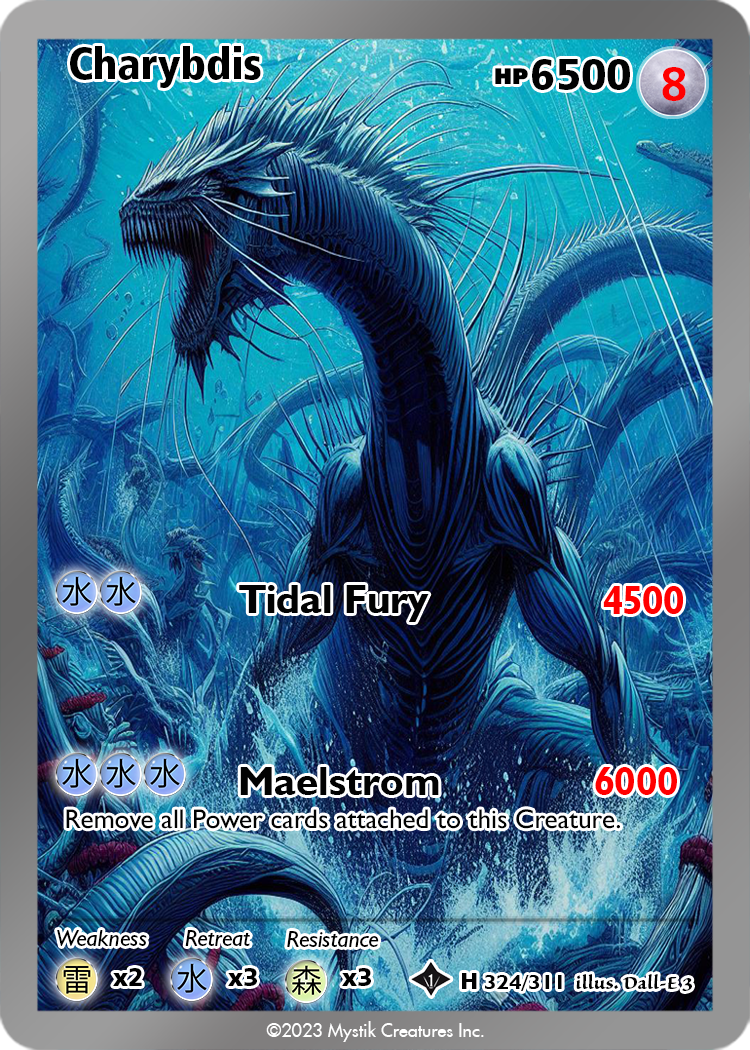 Charybdis HP6500 8
水 水 Tidal Fury 4500
水 水 水 Maelstrom 6000
Remove all Power cards attached to this Creature.
Weakness Retreat Resistance
雷 x2 水 x3 森 x3 1 H 324/311 illus. Dall-E 3
©2023 Mystik Creatures Inc.